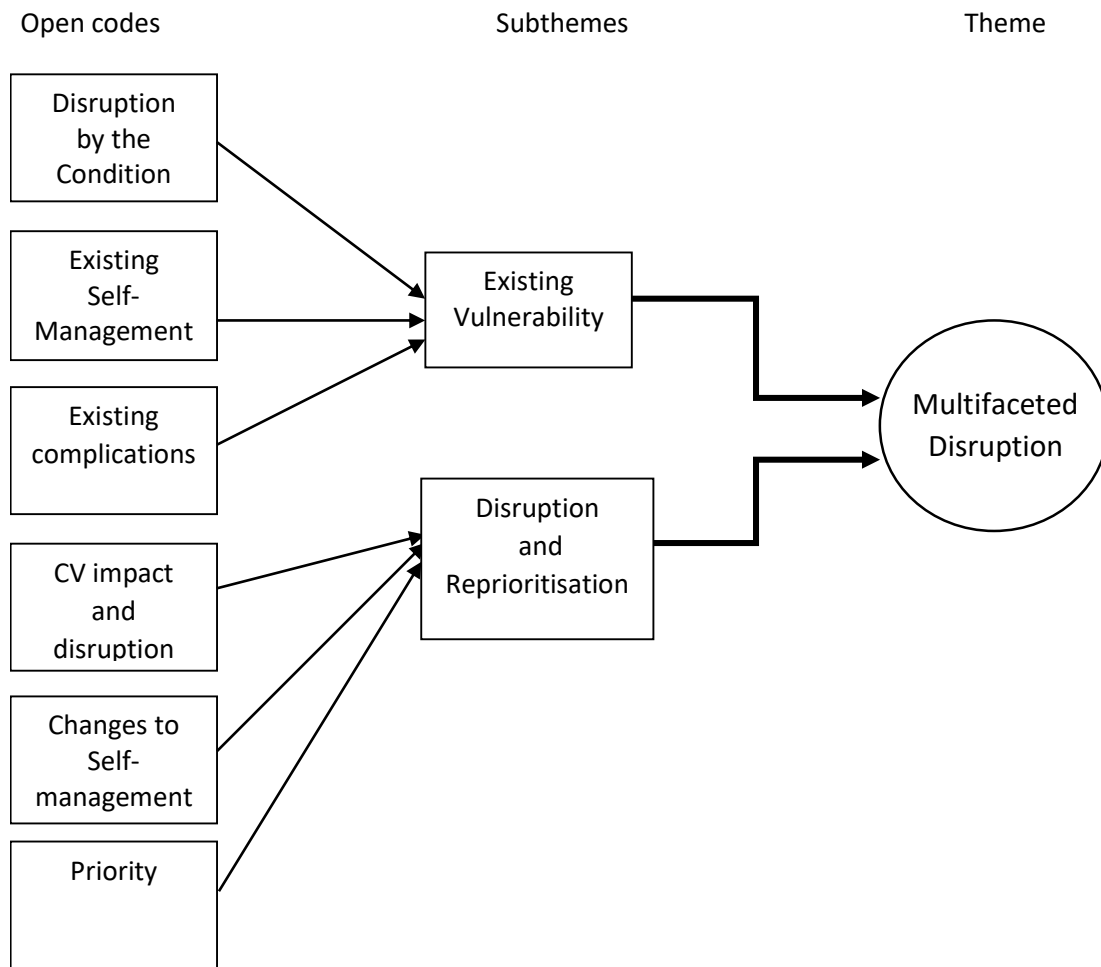 Open codes
Subthemes
Theme
Disruption
by the
Condition
Existing
Self-
Management
Existing
complications
CV impact
and
disruption
Changes to
Self-
management
Priority
Existing
Vulnerability
Disruption
and
Reprioritisation
Multifaceted
Disruption